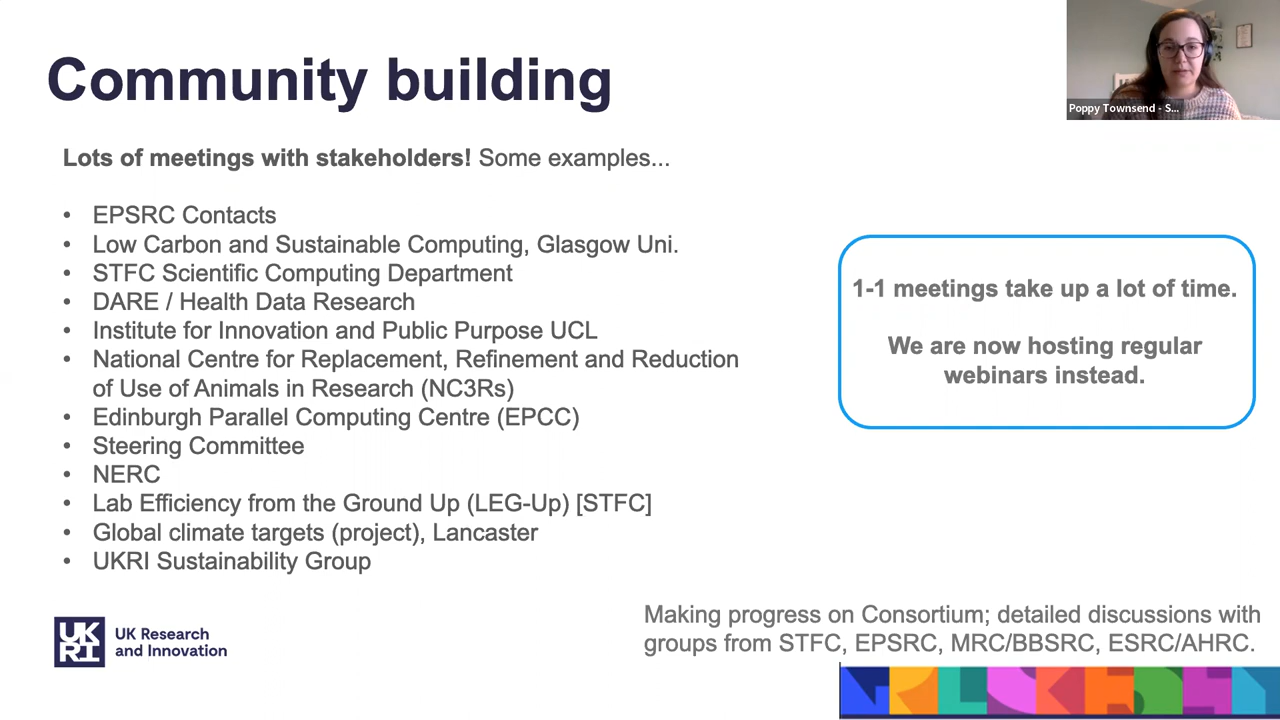 Community building
Poppy Townsend - S...
Lots of meetings with stakeholders! Some examples...
• EPSRC Contacts
• Low Carbon and Sustainable Computing, Glasgow Uni.
• STFC Scientific Computing Department
• DARE / Health Data Research
• Institute for Innovation and Public Purpose UCL
• National Centre for Replacement, Refinement and Reduction
of Use of Animals in Research (NC3Rs)
• Edinburgh Parallel Computing Centre (EPCC)
• Steering Committee
• NERC
• Lab Efficiency from the Ground Up (LEG-Up) [STFC]
• Global climate targets (project), Lancaster
• UKRI Sustainability Group
1-1 meetings take up a lot of time.
We are now hosting regular
webinars instead.
Making progress on Consortium; detailed discussions with
groups from STFC, EPSRC, MRC/BBSRC, ESRC/AHRC.
UK
RI
UK Research
and Innovation